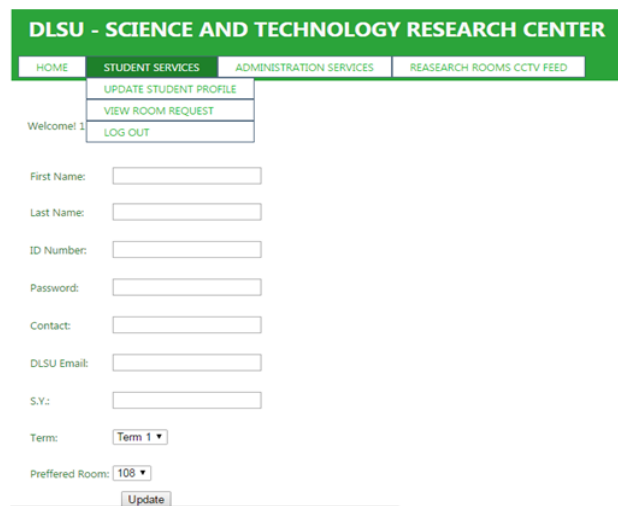 DLSU - SCIENCE AND TECHNOLOGY RESEARCH CENTER
HOME STUDENT SERVICES ADMINISTRATION SERVICES REASEARCH ROOMS CCTV FEED
UPDATE STUDENT PROFILE
VIEW ROOM REQUEST
Welcome! 1
LOG OUT
First Name:
Last Name:
ID Number:
Password:
Contact:
DLSU Email:
S.Y.:
Term: Term 1
Preffered Room: 108
Update